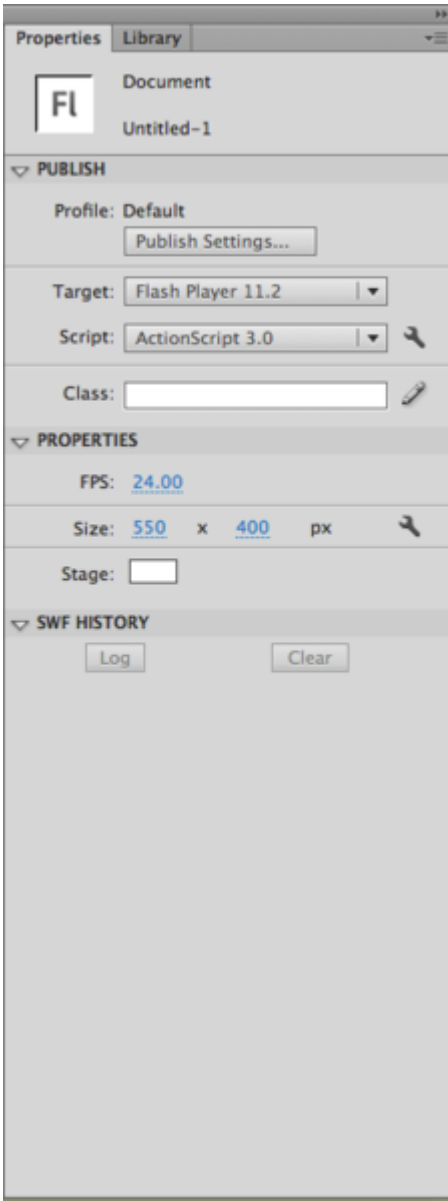 Properties Library
Fl
Document
Untitled-1
PUBLISH
Profile: Default
Publish Settings...
Target: Flash Player 11.2
Script: ActionScript 3.0
Class:
PROPERTIES
FPS: 24.00
Size: 550 x 400 px
Stage:
SWF HISTORY
Log Clear